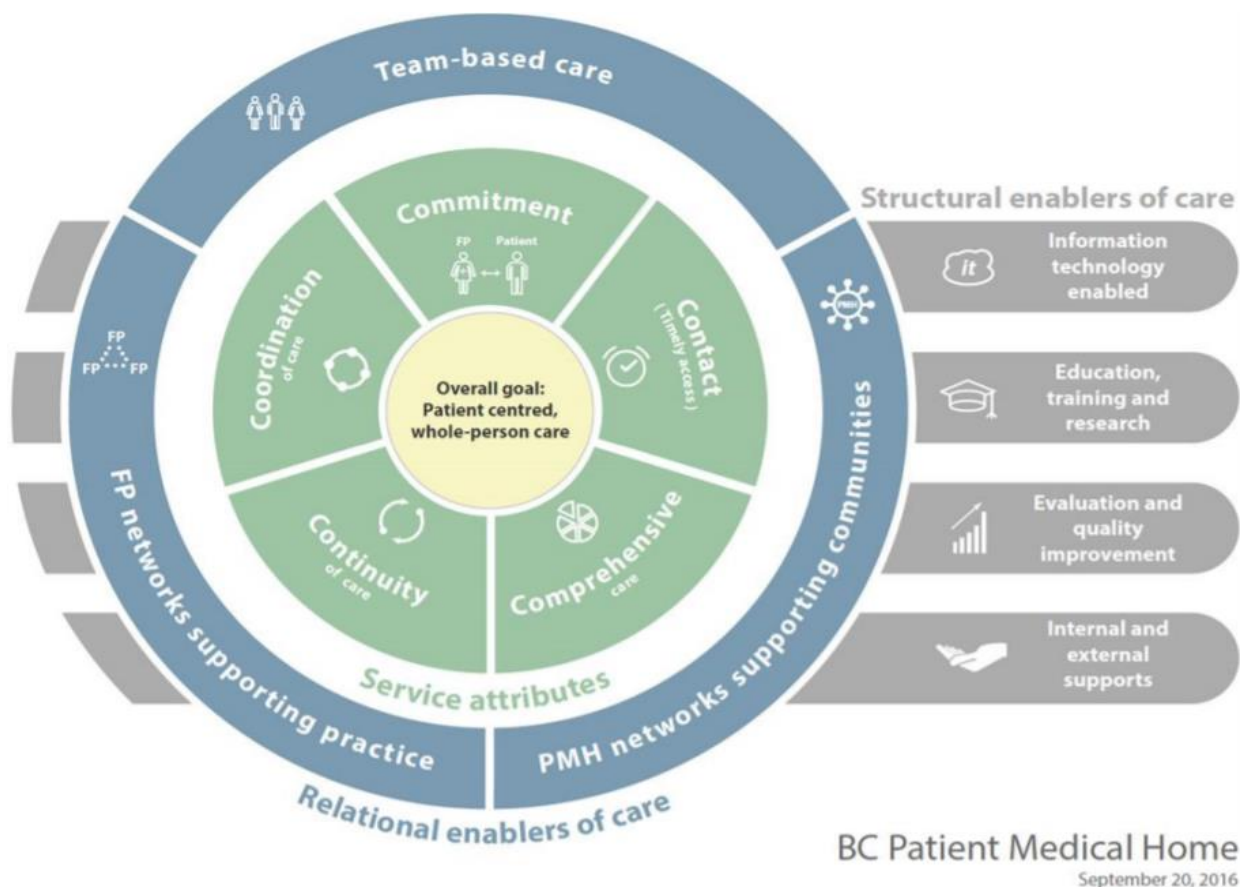 Team-based care
Structural enablers of care
Commitment
FP
Patient
Information
technology
enabled
it
PMH
Coordination
of care
Contact
( Timely access )
FP
FP
FP
Overall goal:
Patient centred,
whole-person care
Education,
training and
research
Continuity
of care
Comprehensive
care
Evaluation and
quality
improvement
Service attributes
FP networks supporting practice
PMH networks supporting communities
Internal and
external
supports
Relational enablers of care
BC Patient Medical Home
September 20, 2016